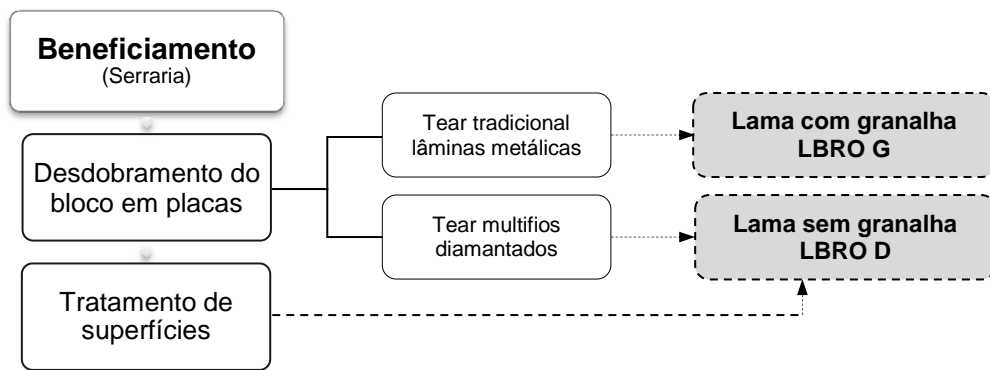 Beneficiamento
(Serraria)
Desdobramento do
bloco em placas
Tratamento de
superfícies
Tear tradicional
lâminas metálicas
Tear multifios
diamantados
Lama com granalha
LBRO G
Lama sem granalha
LBRO D